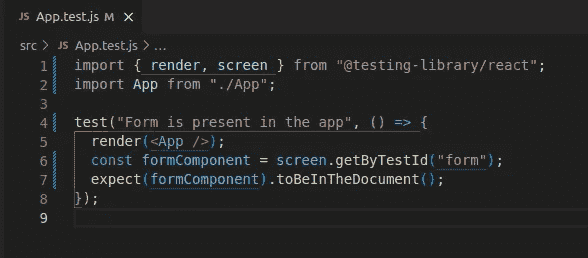 JS App.test.js M ×
src > JS App.test.js > ...
1 import { render, screen } from "@testing-library/react";
2 import App from "./App";
3
4 test("Form is present in the app", () => {
5 render(<App />);
6 const formComponent = screen.getByTestId("form");
7 expect(formComponent).toBeInTheDocument();
8 });
9